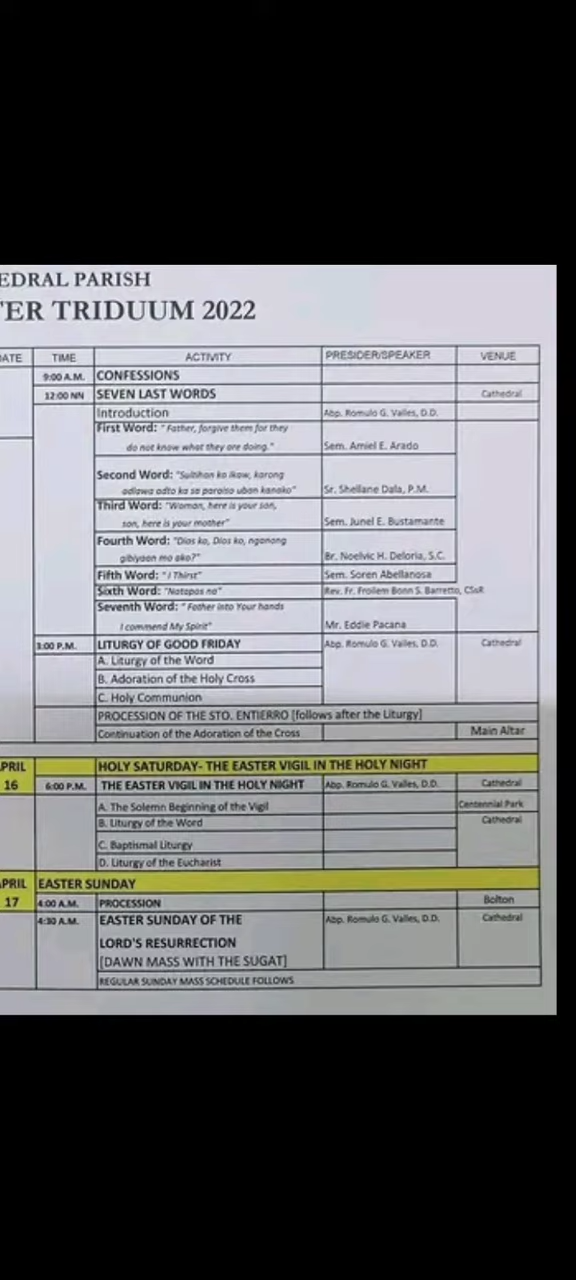 EDRAL PARISH
TER TRIDUUM 2022
DATE TIME ACTIVITY PRESIDER/SPEAKER VENUE
9:00 A.M. CONFESSIONS
12:00 NN SEVEN LAST WORDS Cathedral
Introduction Abp. Romulo G. Valles, D.D.
First Word: "Father, forgive them for they
do not know what they are doing." Sem. Amiel E. Arado
Second Word: "Sultihan ko ikaw, karong
adlawa adto ka sa paraiso uban kanako" Sr. Shellane Dala, P.M.
Third Word: "Woman, here is your son,
son, here is your mother" Sem. Junel E. Bustamante
Fourth Word: "Dios ko, Dios ko, nganong
gibiyaan mo ako?" Br. Noelvic H. Deloria, S.C.
Fifth Word: "I Thirst" Sem. Soren Abellanosa
Sixth Word: "Natapos na" Rev. Fr. Froilem Bonn S. Barretto, CSsR
Seventh Word: "Father into Your hands
I commend My Spirit" Mr. Eddie Pacana
3:00 P.M. LITURGY OF GOOD FRIDAY Abp. Romulo G. Valles, D.D. Cathedral
A. Liturgy of the Word
B. Adoration of the Holy Cross
C. Holy Communion
PROCESSION OF THE STO. ENTIERRO [follows after the Liturgy]
Continuation of the Adoration of the Cross Main Altar
APRIL HOLY SATURDAY- THE EASTER VIGIL IN THE HOLY NIGHT
16 6:00 P.M. THE EASTER VIGIL IN THE HOLY NIGHT Abp. Romulo G. Valles, D.D. Cathedral
A. The Solemn Beginning of the Vigil Centennial Park
B. Liturgy of the Word Cathedral
C. Baptismal Liturgy
D. Liturgy of the Eucharist
APRIL EASTER SUNDAY
17 4:00 A.M. PROCESSION Bolton
4:30 A.M. EASTER SUNDAY OF THE Abp. Romulo G. Valles, D.D. Cathedral
LORD'S RESURRECTION
[DAWN MASS WITH THE SUGAT]
REGULAR SUNDAY MASS SCHEDULE FOLLOWS